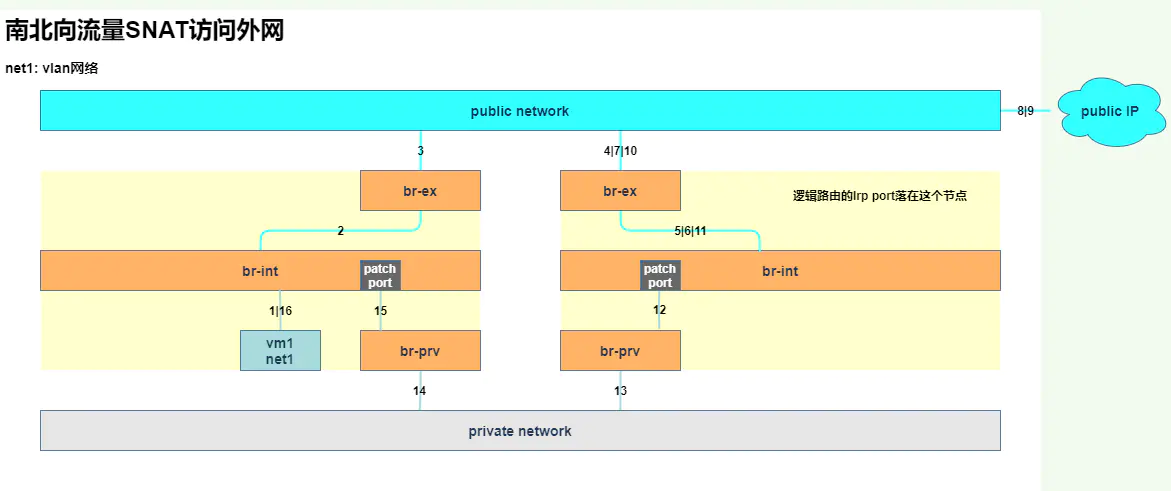 南北向流量SNAT访问外网
net1: vlan网络
public network
8|9
public IP
3
4|7|10
br-ex
br-ex
逻辑路由的lrp port落在这个节点
2
5|6|11
br-int
patch
port
patch
port
br-int
1|16
15
12
vm1
net1
br-prv
br-prv
14
13
private network